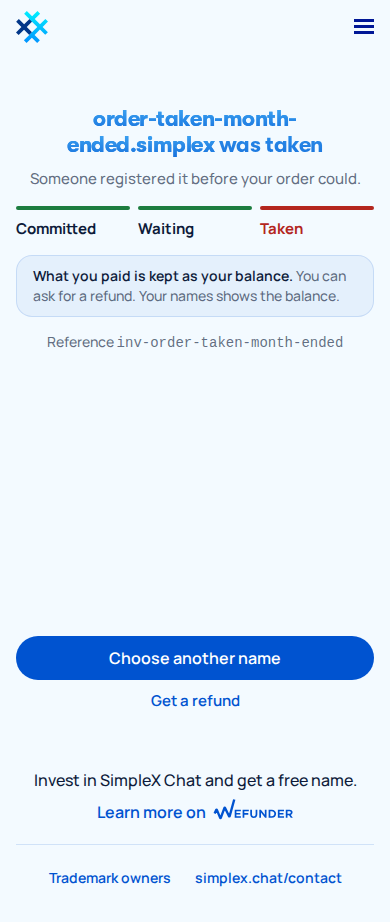 order-taken-month-
ended.simplex was taken
Someone registered it before your order could.
Committed
Waiting
Taken
What you paid is kept as your balance. You can
ask for a refund. Your names shows the balance.
Reference inv-order-taken-month-ended
Choose another name
Get a refund
Invest in SimpleX Chat and get a free name.
Learn more on WEFUNDER
Trademark owners
simplex.chat/contact